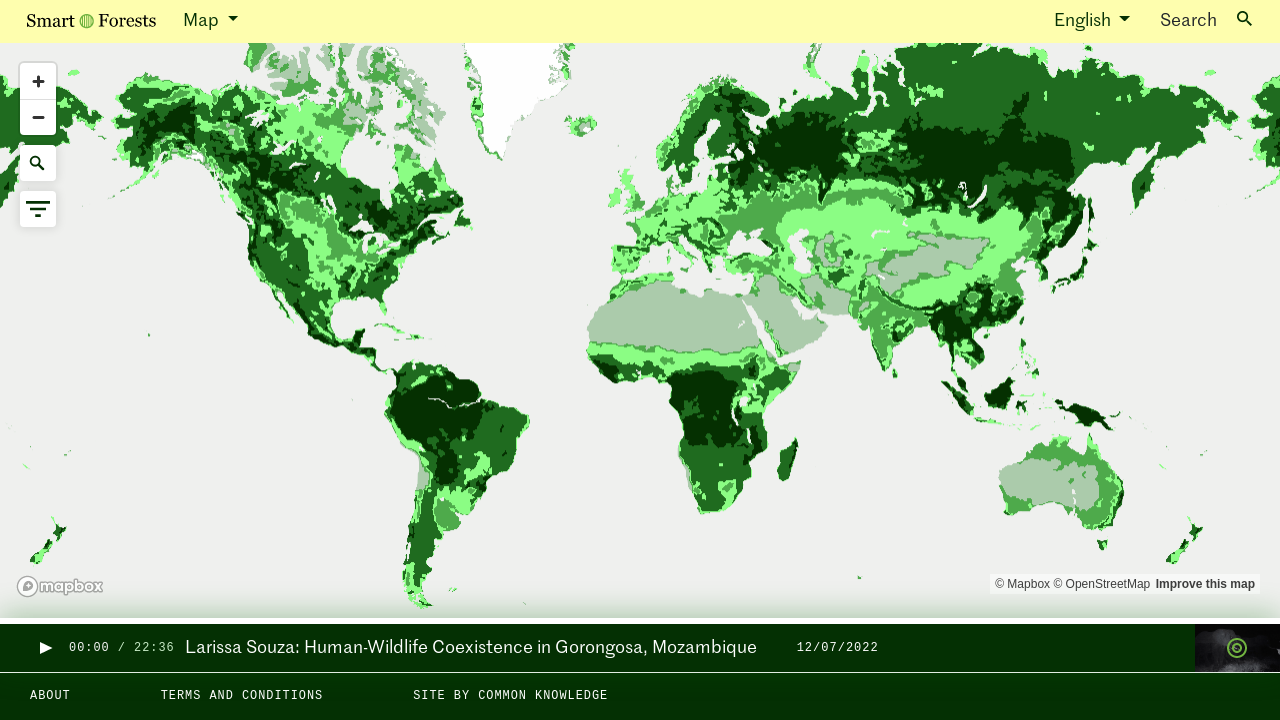 Smart Forests Map English Search
mapbox
© Mapbox © OpenStreetMap Improve this map
00:00 / 22:36 Larissa Souza: Human-Wildlife Coexistence in Gorongosa, Mozambique 12/07/2022
ABOUT TERMS AND CONDITIONS SITE BY COMMON KNOWLEDGE